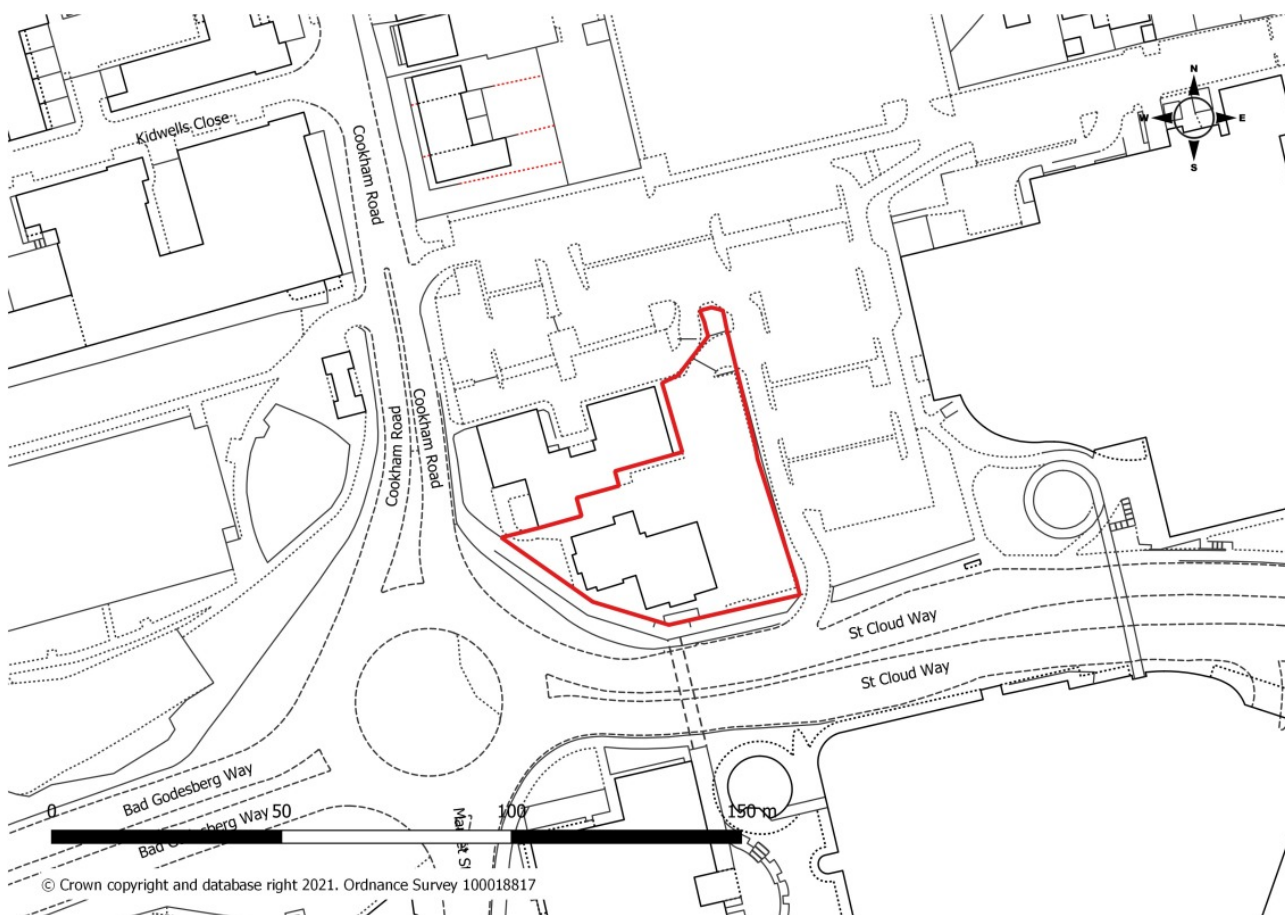 Kidwells Close
Cookham Road
N
W
E
S
Cookham Road
Cookham Road
St Cloud Way
St Cloud Way
Bad Godesberg Way
Bad Godesberg Way
0
50
100
150 m
© Crown copyright and database right 2021. Ordnance Survey 100018817